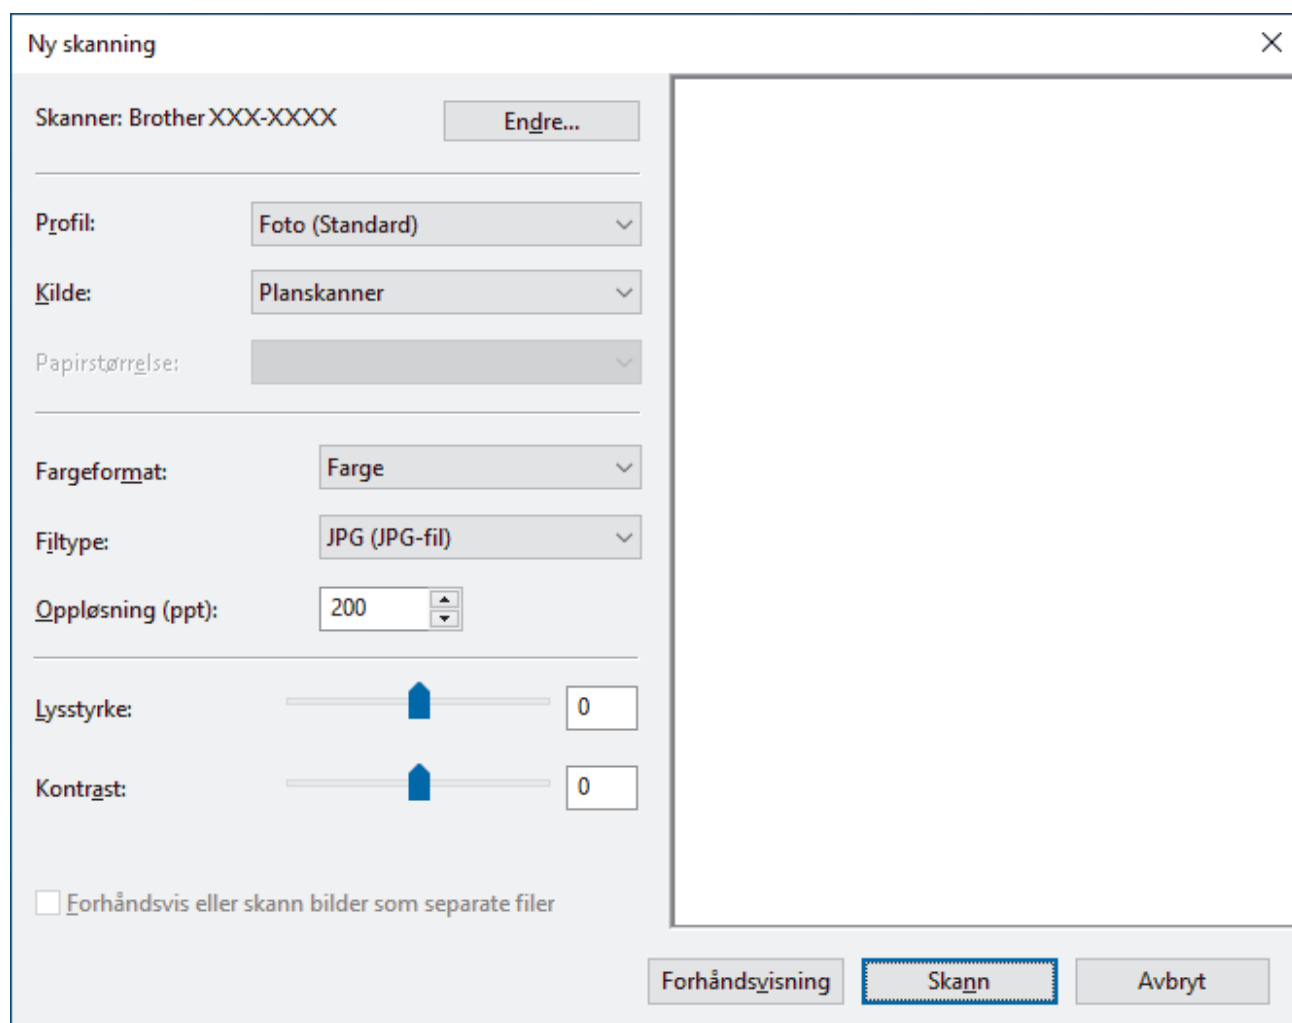 Ny skanning
Skanner: Brother XXX-XXXX
Endre...
Profil:
Foto (Standard)
Kilde:
Planskanner
Papirstørrelse:
Fargeformat:
Farge
Filtype:
JPG (JPG-fil)
Oppløsning (ppt):
200
Lysstyrke:
0
Kontrast:
0
Forhåndsvis eller skann bilder som separate filer
Forhåndsvisning
Skann
Avbryt